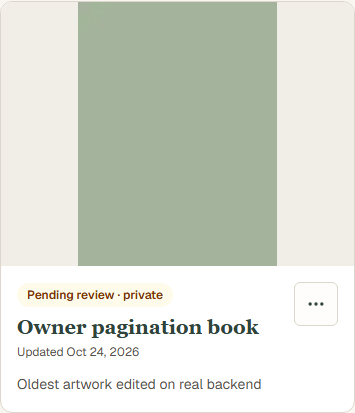 Pending review · private
Owner pagination book
Updated Oct 24, 2026
Oldest artwork edited on real backend